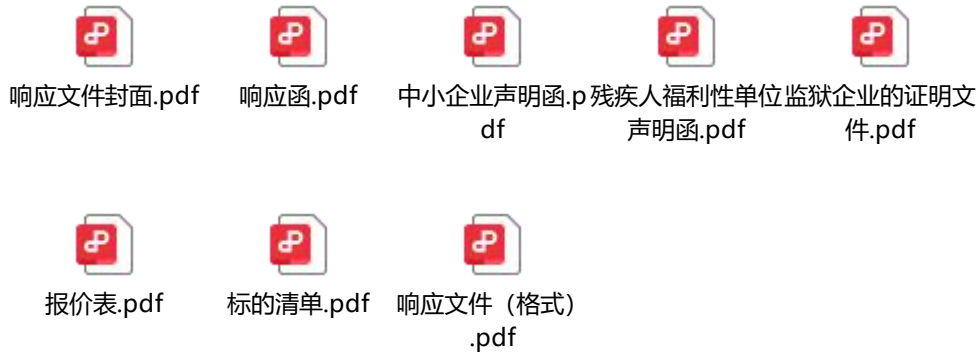 响应文件封面.pdf
响应函.pdf
中小企业声明函.p
df
残疾人福利性单位
声明函.pdf
监狱企业的证明文
件.pdf
报价表.pdf
标的清单.pdf
响应文件（格式）
.pdf